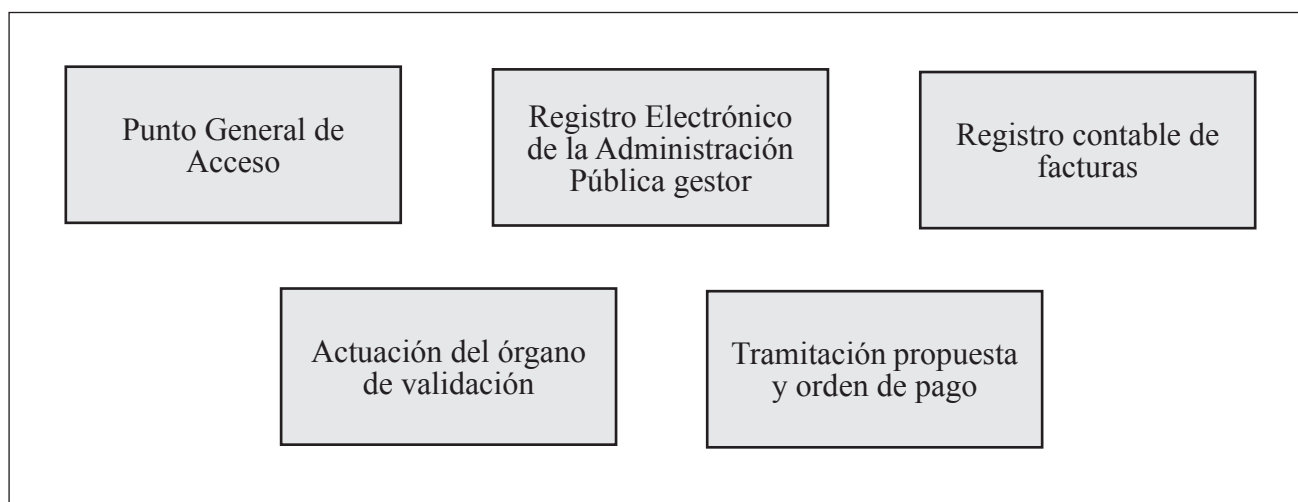 Punto General de
Acceso
Registro Electrónico
de la Administración
Pública gestor
Registro contable de
facturas
Actuación del órgano
de validación
Tramitación propuesta
y orden de pago